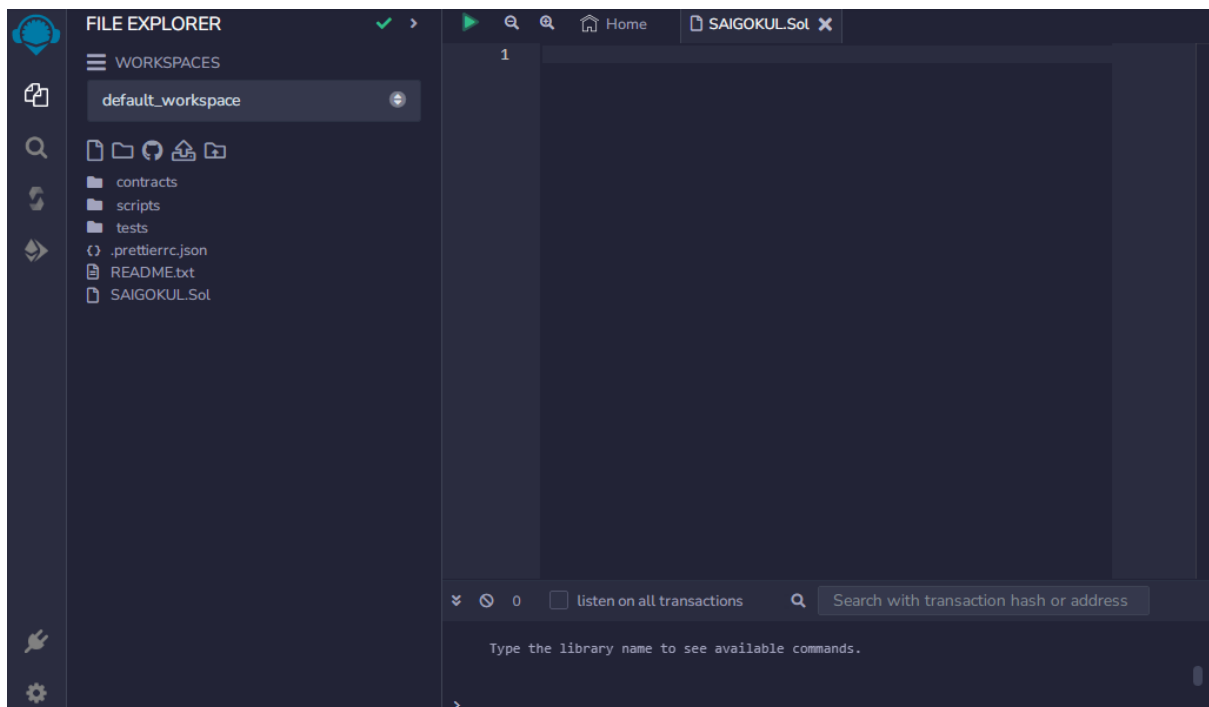 FILE EXPLORER
WORKSPACES
default_workspace
contracts
scripts
tests
{} .prettierrc.json
README.txt
SAIGOKUL.Sol
Home
SAIGOKUL.Sol
1
0
listen on all transactions
Search with transaction hash or address
Type the library name to see available commands.
>